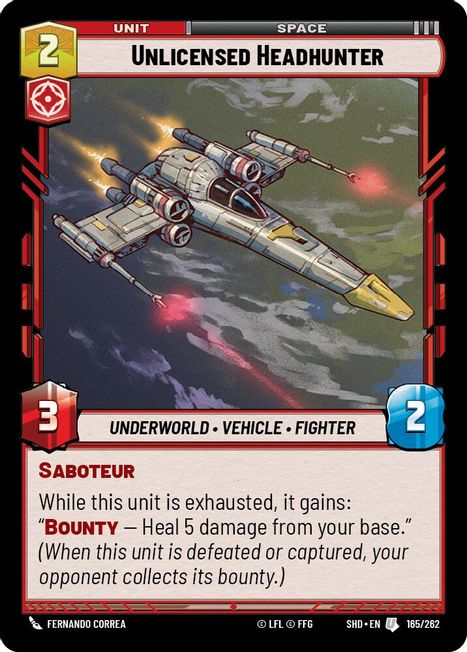 UNIT
SPACE
2
UNLICENSED HEADHUNTER
3
2
UNDERWORLD • VEHICLE • FIGHTER
SABOTEUR
While this unit is exhausted, it gains:
“BOUNTY — Heal 5 damage from your base.”
(When this unit is defeated or captured, your
opponent collects its bounty.)
FERNANDO CORREA
© LFL © FFG
SHD • EN
U
165/262